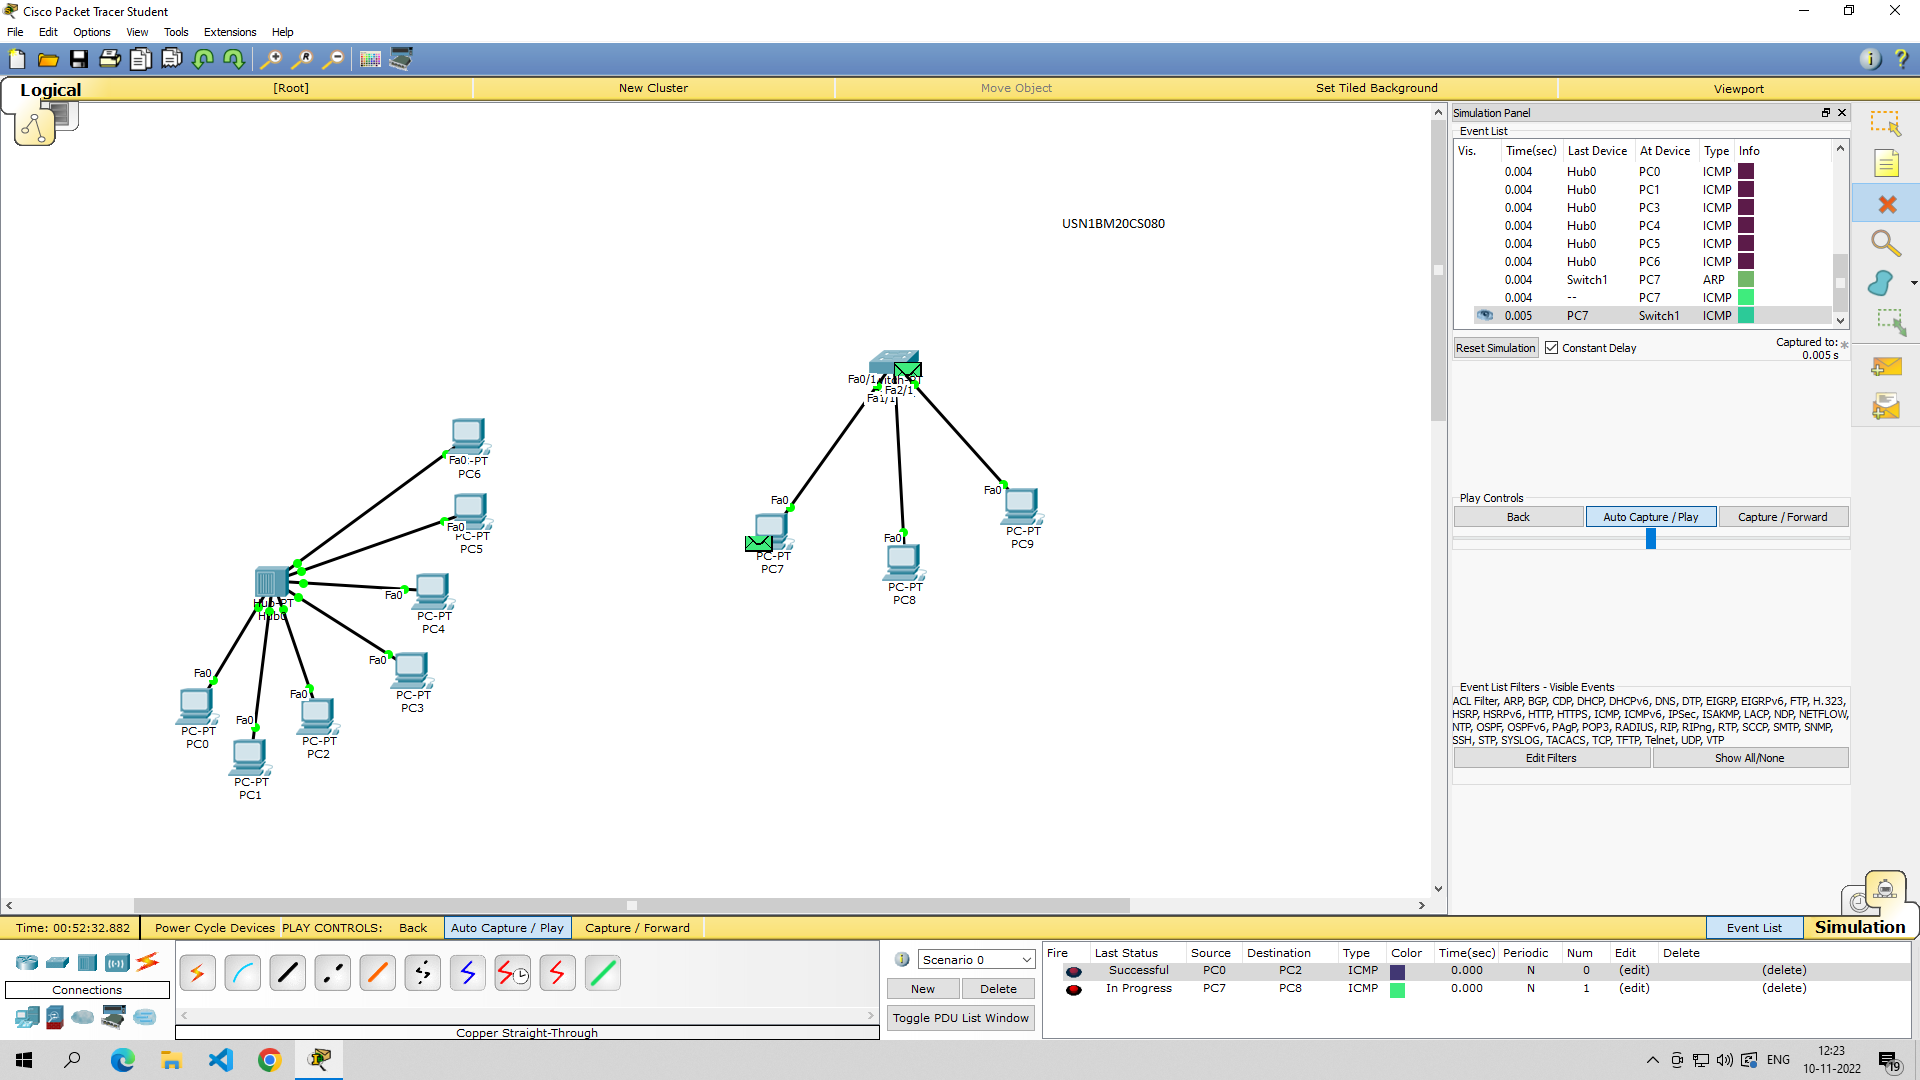 Cisco Packet Tracer Student
File Edit Options View Tools Extensions Help
Logical [Root] New Cluster Move Object Set Tiled Background Viewport
USN1BM20CS080
Fa0/1
Fa2/1
Fa1/1
Fa0
PC-PT
PC7
Fa0
PC-PT
PC8
Fa0
PC-PT
PC9
Fa0
-PT
PC6
Fa0
PC-PT
PC5
Fa0
PC-PT
PC4
Fa0
PC-PT
PC3
Hub-PT
Hub0
Fa0
PC-PT
PC0
Fa0
PC-PT
PC1
Fa0
PC-PT
PC2
Simulation Panel
Event List
Vis. Time(sec) Last Device At Device Type Info
0.004 Hub0 PC0 ICMP
0.004 Hub0 PC1 ICMP
0.004 Hub0 PC3 ICMP
0.004 Hub0 PC4 ICMP
0.004 Hub0 PC5 ICMP
0.004 Hub0 PC6 ICMP
0.004 Switch1 PC7 ARP
0.004 -- PC7 ICMP
0.005 PC7 Switch1 ICMP
Reset Simulation Constant Delay Captured to: *
0.005 s
Play Controls
Back Auto Capture / Play Capture / Forward
Event List Filters - Visible Events
ACL Filter, ARP, BGP, CDP, DHCP, DHCPv6, DNS, DTP, EIGRP, EIGRPv6, FTP, H.323,
HSRP, HSRPv6, HTTP, HTTPS, ICMP, ICMPv6, IPSec, ISAKMP, LACP, NDP, NETFLOW,
NTP, OSPF, OSPFv6, PAgP, POP3, RADIUS, RIP, RIPng, RTP, SCCP, SMTP, SNMP,
SSH, STP, SYSLOG, TACACS, TCP, TFTP, Telnet, UDP, VTP
Edit Filters Show All/None
Time: 00:52:32.882 Power Cycle Devices PLAY CONTROLS: Back Auto Capture / Play Capture / Forward Event List Simulation
Connections
Copper Straight-Through
Scenario 0
New Delete
Toggle PDU List Window
Fire Last Status Source Destination Type Color Time(sec) Periodic Num Edit Delete
Successful PC0 PC2 ICMP 0.000 N 0 (edit) (delete)
In Progress PC7 PC8 ICMP 0.000 N 1 (edit) (delete)
ENG
12:23
10-11-2022
19